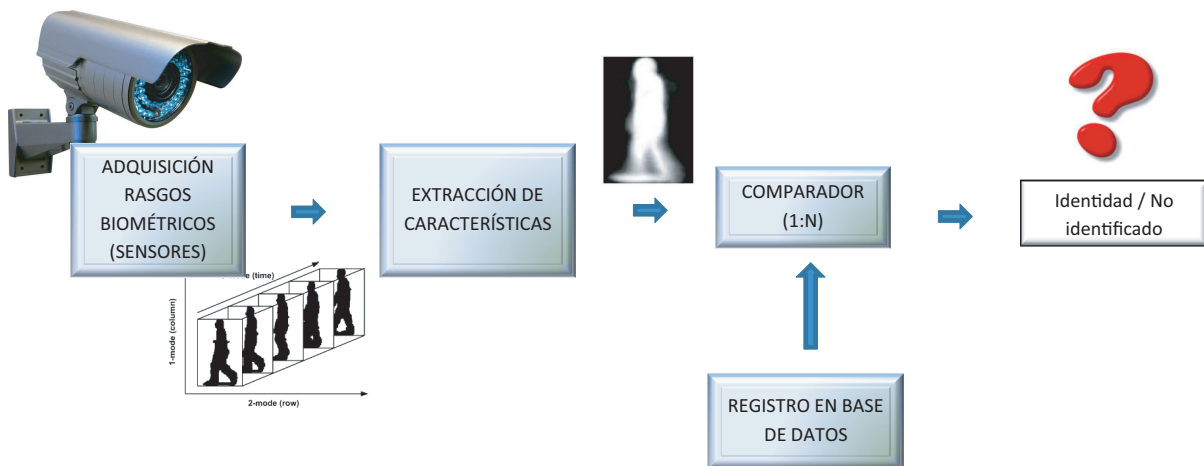 ADQUISICIÓN
RASGOS
BIOMÉTRICOS
(SENSORES)
EXTRACCIÓN DE
CARACTERÍSTÍCAS
COMPARADOR
(1:N)
Identidad / No
identificado
(time)
1-mode (column)
2-mode (row)
REGISTRO EN BASE
DE DATOS